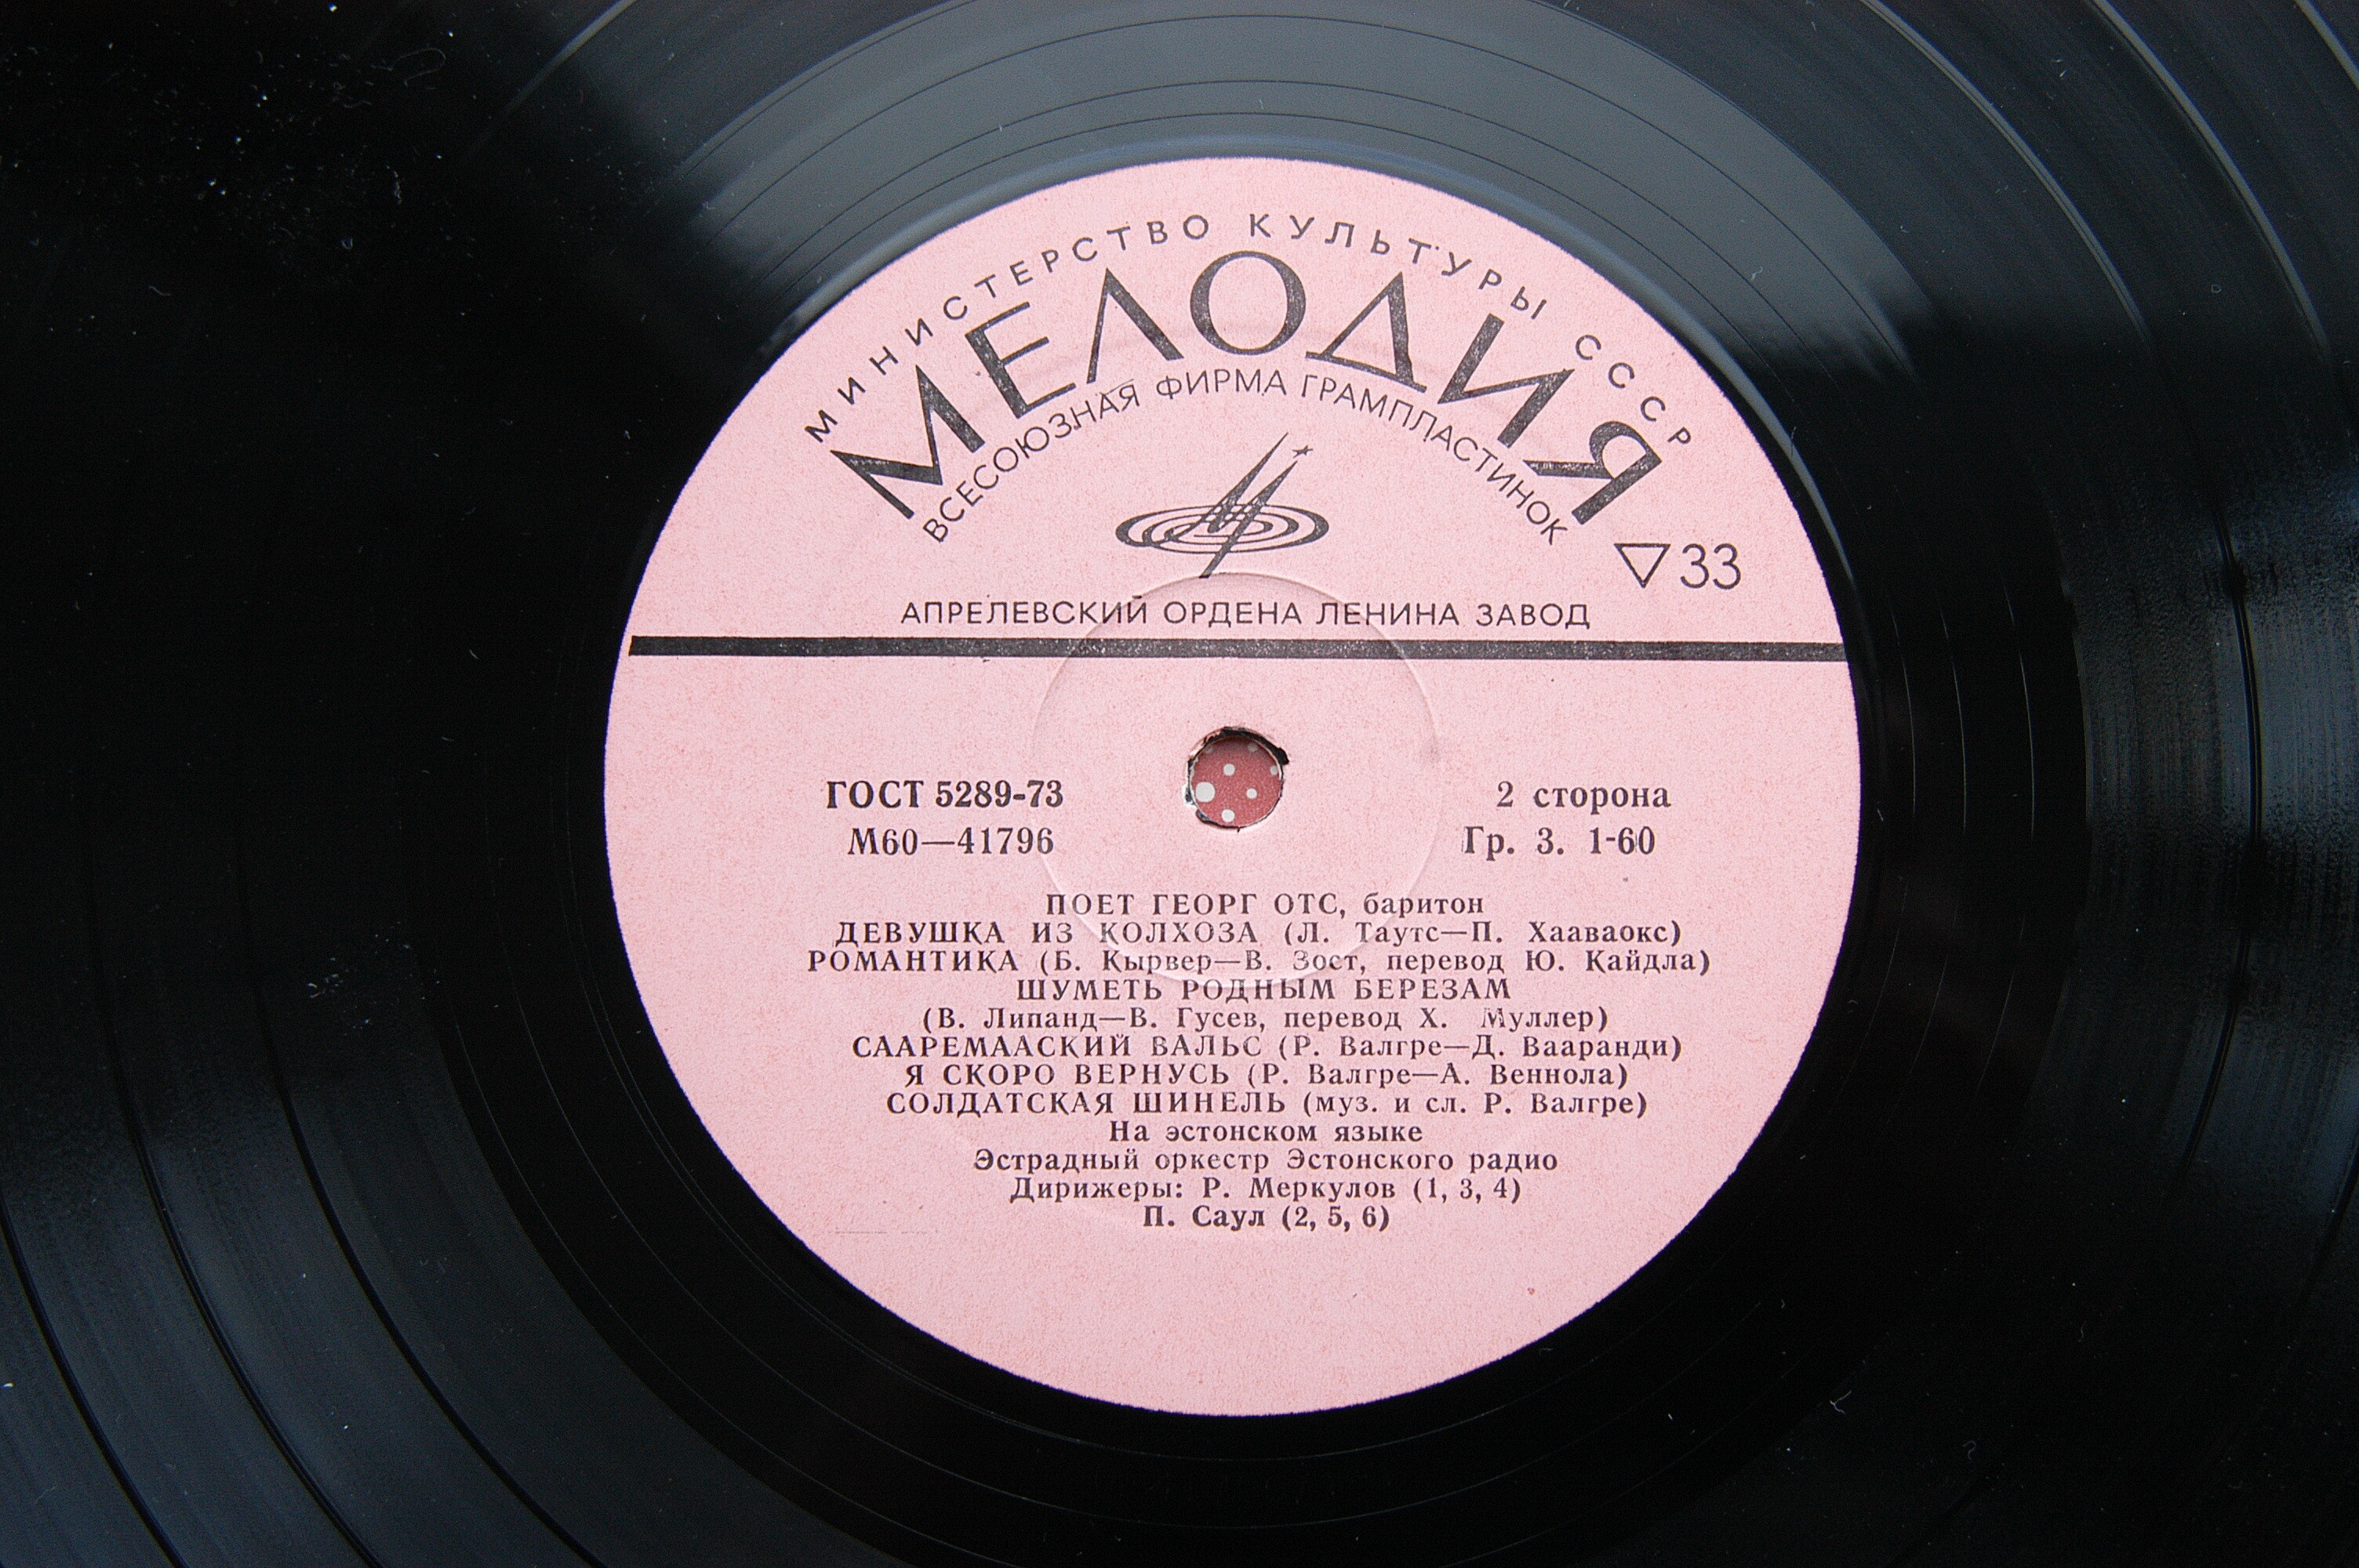 МИНИСТЕРСТВО КУЛЬТУРЫ СССР
МЕЛОДИЯ
ВСЕСОЮЗНАЯ ФИРМА ГРАМПЛАСТИНОК
▽33
АПРЕЛЕВСКИЙ ОРДЕНА ЛЕНИНА ЗАВОД
ГОСТ 5289-73
М60—41796
2 сторона
Гр. 3. 1-60
ПОЕТ ГЕОРГ ОТС, баритон
ДЕВУШКА ИЗ КОЛХОЗА (Л. Таутс—П. Хааваокс)
РОМАНТИКА (Б. Кырвер—В. Зост, перевод Ю. Кайдла)
ШУМЕТЬ РОДНЫМ БЕРЕЗАМ
(В. Липанд—В. Гусев, перевод Х. Муллер)
СААРЕМААСКИЙ ВАЛЬС (Р. Валгре—Д. Вааранди)
Я СКОРО ВЕРНУСЬ (Р. Валгре—А. Веннола)
СОЛДАТСКАЯ ШИНЕЛЬ (муз. и сл. Р. Валгре)
На эстонском языке
Эстрадный оркестр Эстонского радио
Дирижеры: Р. Меркулов (1, 3, 4)
П. Саул (2, 5, 6)